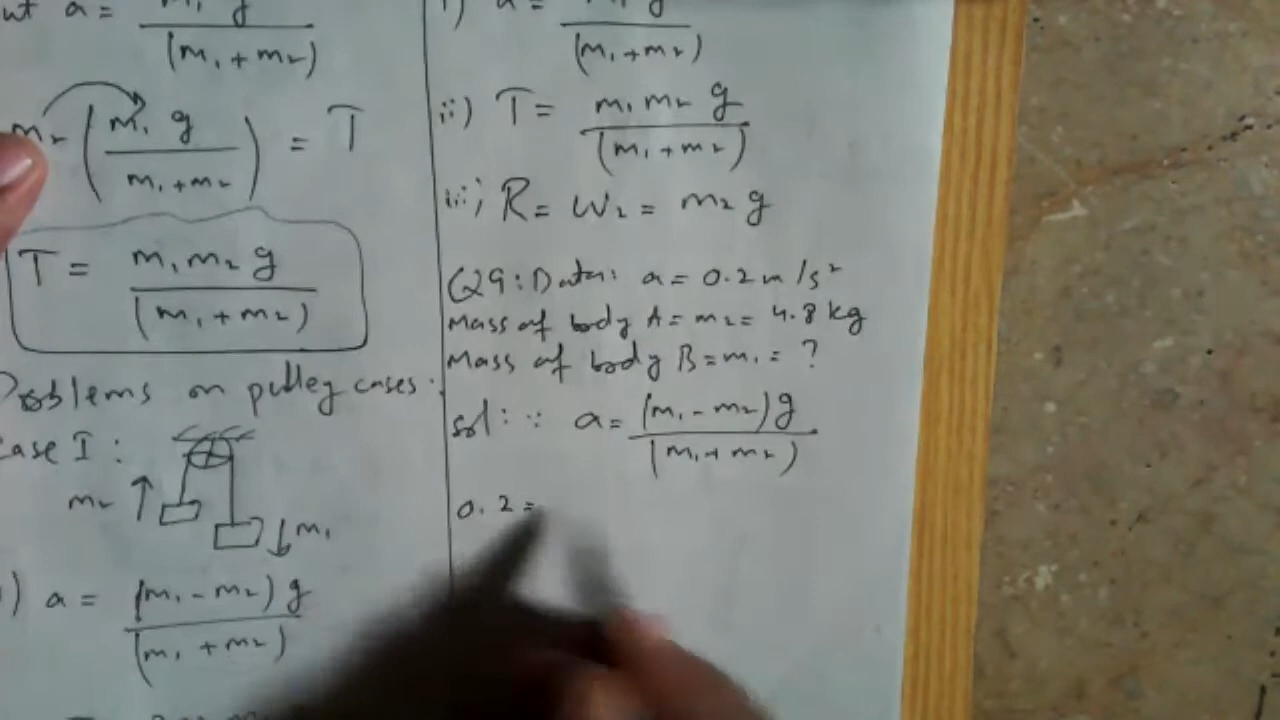 a =
g
(m₁ + m₂)
m₂ (m₁ g / m₁+m₂) = T
T = m₁ m₂ g / (m₁ + m₂)
Problems on pulley cases.
Case I :
m₂
m₁
) a = (m₁ - m₂) g / (m₁ + m₂)
g
(m₁ + m₂)
ii) T = m₁ m₂ g / (m₁ + m₂)
iii) R = W₂ = m₂ g
Q9: Data: a = 0.2 m/s²
Mass of body A = m₂ = 4.8 kg
Mass of body B = m₁ = ?
Sol: ∵ a = (m₁ - m₂) g / (m₁ + m₂)
0.2 =